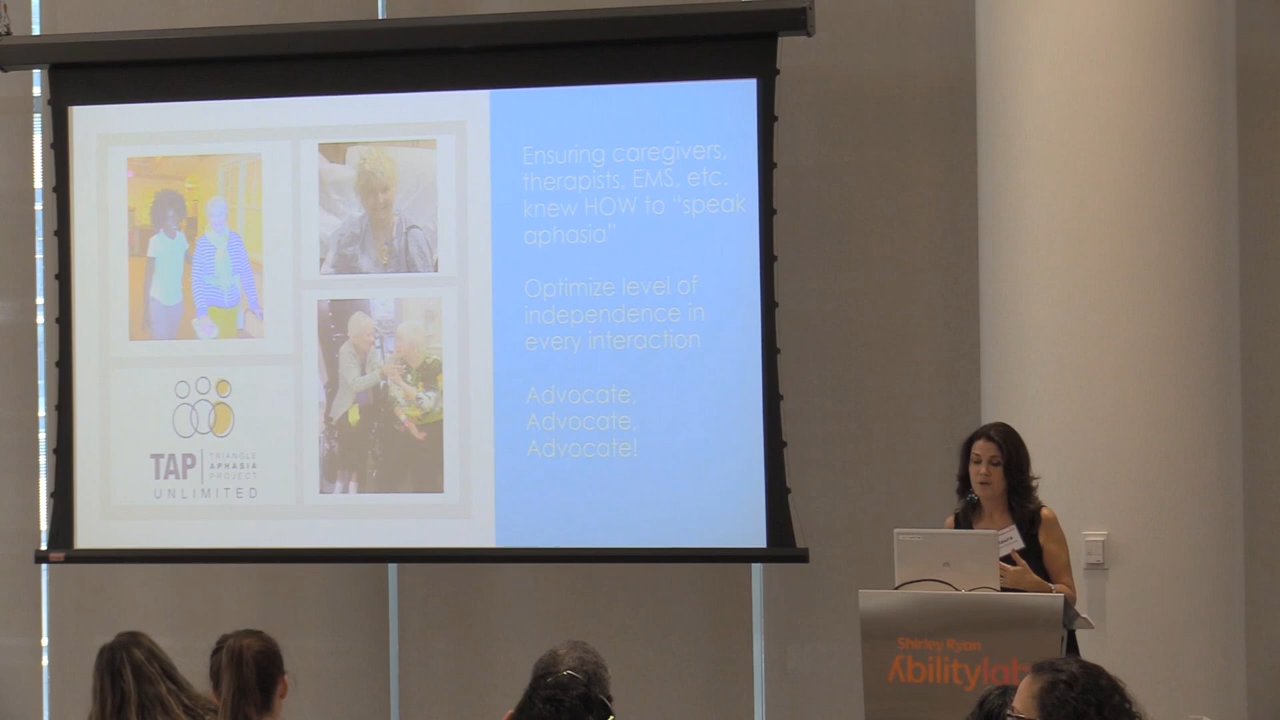 Ensuring caregivers,
therapists, EMS, etc.
knew HOW to “speak
aphasia”
Optimize level of
independence in
every interaction
Advocate,
Advocate,
Advocate!
TAP
TRIANGLE
APHASIA
PROJECT
UNLIMITED
Shirley Ryan
Abilitylab